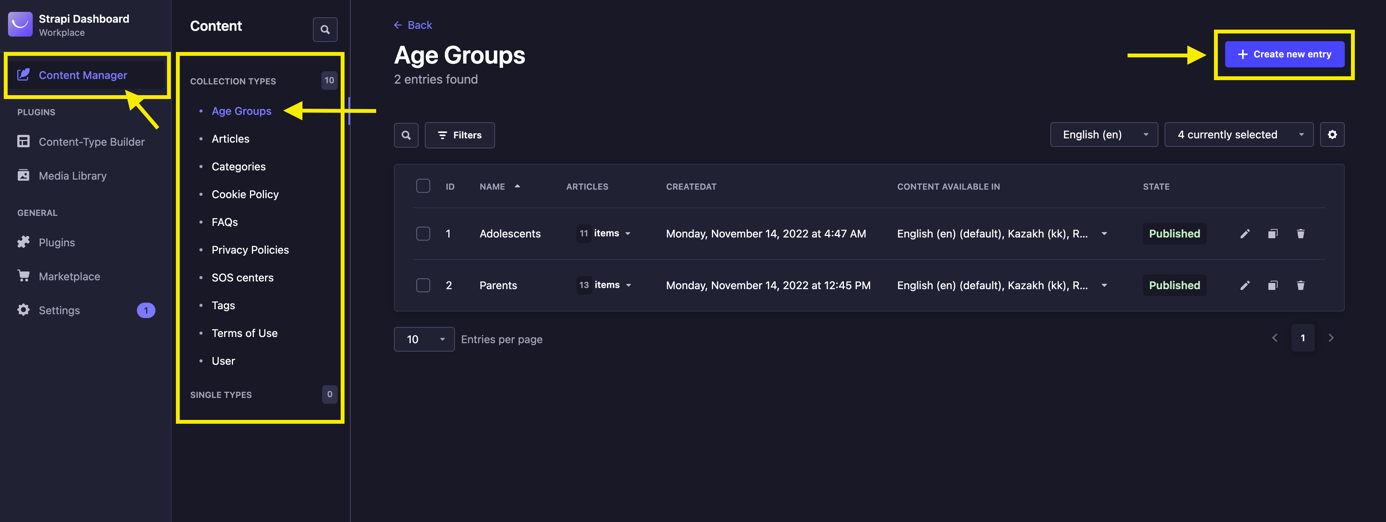 Strapi Dashboard
Workplace
Content Manager
PLUGINS
Content-Type Builder
Media Library
GENERAL
Plugins
Marketplace
Settings 1
Content
COLLECTION TYPES 10
Age Groups
Articles
Categories
Cookie Policy
FAQs
Privacy Policies
SOS centers
Tags
Terms of Use
User
SINGLE TYPES 0
Back
Age Groups
2 entries found
Create new entry
Filters
English (en)
4 currently selected
ID NAME ARTICLES CREATEDAT CONTENT AVAILABLE IN STATE
1 Adolescents 11 items Monday, November 14, 2022 at 4:47 AM English (en) (default), Kazakh (kk), R... Published
2 Parents 13 items Monday, November 14, 2022 at 12:45 PM English (en) (default), Kazakh (kk), R... Published
10 Entries per page
1